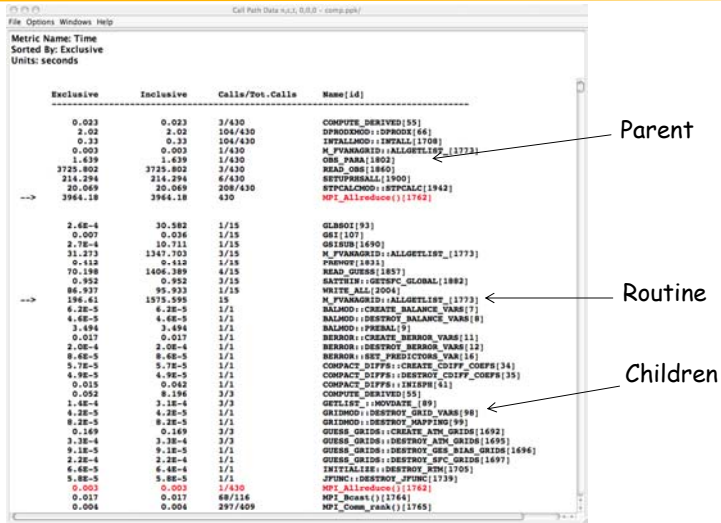 Call Path Data n,c,t, 0,0,0 - comp.ppk/
File Options Windows Help
Metric Name: Time
Sorted By: Exclusive
Units: seconds
Exclusive Inclusive Calls/Tot.Calls Name[id]
0.023 0.023 3/430 COMPUTE_DERIVED[55]
2.02 2.02 104/430 DPRODXMOD::DPRODX[66]
0.33 0.33 104/430 INTALLMOD::INTALL[1708]
0.003 0.003 1/430 M_FVANAGRID::ALLGETLIST_[1773]
1.639 1.639 1/430 OBS_PARA[1802]
3725.802 3725.802 3/430 READ_OBS[1860]
214.294 214.294 6/430 SETUPRHSALL[1900]
20.069 20.069 208/430 STPCALCMOD::STPCALC[1942]
--> 3964.18 3964.18 430 MPI_Allreduce()[1762]
2.6E-4 30.582 1/15 GLBSOI[93]
0.007 0.036 1/15 GSI[107]
2.7E-4 10.711 1/15 GSISUB[1690]
31.273 1347.703 3/15 M_FVANAGRID::ALLGETLIST_[1773]
0.412 0.412 1/15 PREWGT[1831]
70.198 1406.389 4/15 READ_GUESS[1857]
0.952 0.952 3/15 SATTHIN::GETSFC_GLOBAL[1882]
86.937 95.933 1/15 WRITE_ALL[2004]
--> 196.61 1575.595 15 M_FVANAGRID::ALLGETLIST_[1773]
6.2E-5 6.2E-5 1/1 BALMOD::CREATE_BALANCE_VARS[7]
4.6E-5 4.6E-5 1/1 BALMOD::DESTROY_BALANCE_VARS[8]
3.494 3.494 1/1 BALMOD::PREBAL[9]
0.017 0.017 1/1 BERROR::CREATE_BERROR_VARS[11]
2.0E-4 2.0E-4 1/1 BERROR::DESTROY_BERROR_VARS[12]
8.6E-5 8.6E-5 1/1 BERROR::SET_PREDICTORS_VAR[16]
5.7E-5 5.7E-5 1/1 COMPACT_DIFFS::CREATE_CDIFF_COEFS[34]
4.9E-5 4.9E-5 1/1 COMPACT_DIFFS::DESTROY_CDIFF_COEFS[35]
0.015 0.042 1/1 COMPACT_DIFFS::INISPH[41]
0.052 8.196 3/3 COMPUTE_DERIVED[55]
1.4E-4 3.1E-4 3/3 GETLIST_::MOVDATE_[89]
4.2E-5 4.2E-5 1/1 GRIDMOD::DESTROY_GRID_VARS[98]
8.2E-5 8.2E-5 1/1 GRIDMOD::DESTROY_MAPPING[99]
0.169 0.169 3/3 GUESS_GRIDS::CREATE_ATM_GRIDS[1692]
3.3E-4 3.3E-4 3/3 GUESS_GRIDS::DESTROY_ATM_GRIDS[1695]
9.1E-5 9.1E-5 1/1 GUESS_GRIDS::DESTROY_GES_BIAS_GRIDS[1696]
2.2E-4 2.2E-4 1/1 GUESS_GRIDS::DESTROY_SFC_GRIDS[1697]
6.6E-5 6.4E-4 1/1 INITIALIZE::DESTROY_RTM[1705]
5.8E-5 5.8E-5 1/1 JFUNC::DESTROY_JFUNC[1739]
0.003 0.003 1/430 MPI_Allreduce()[1762]
0.017 0.017 68/116 MPI_Bcast()[1764]
0.004 0.004 297/409 MPI_Comm_rank()[1765]
Parent
Routine
Children